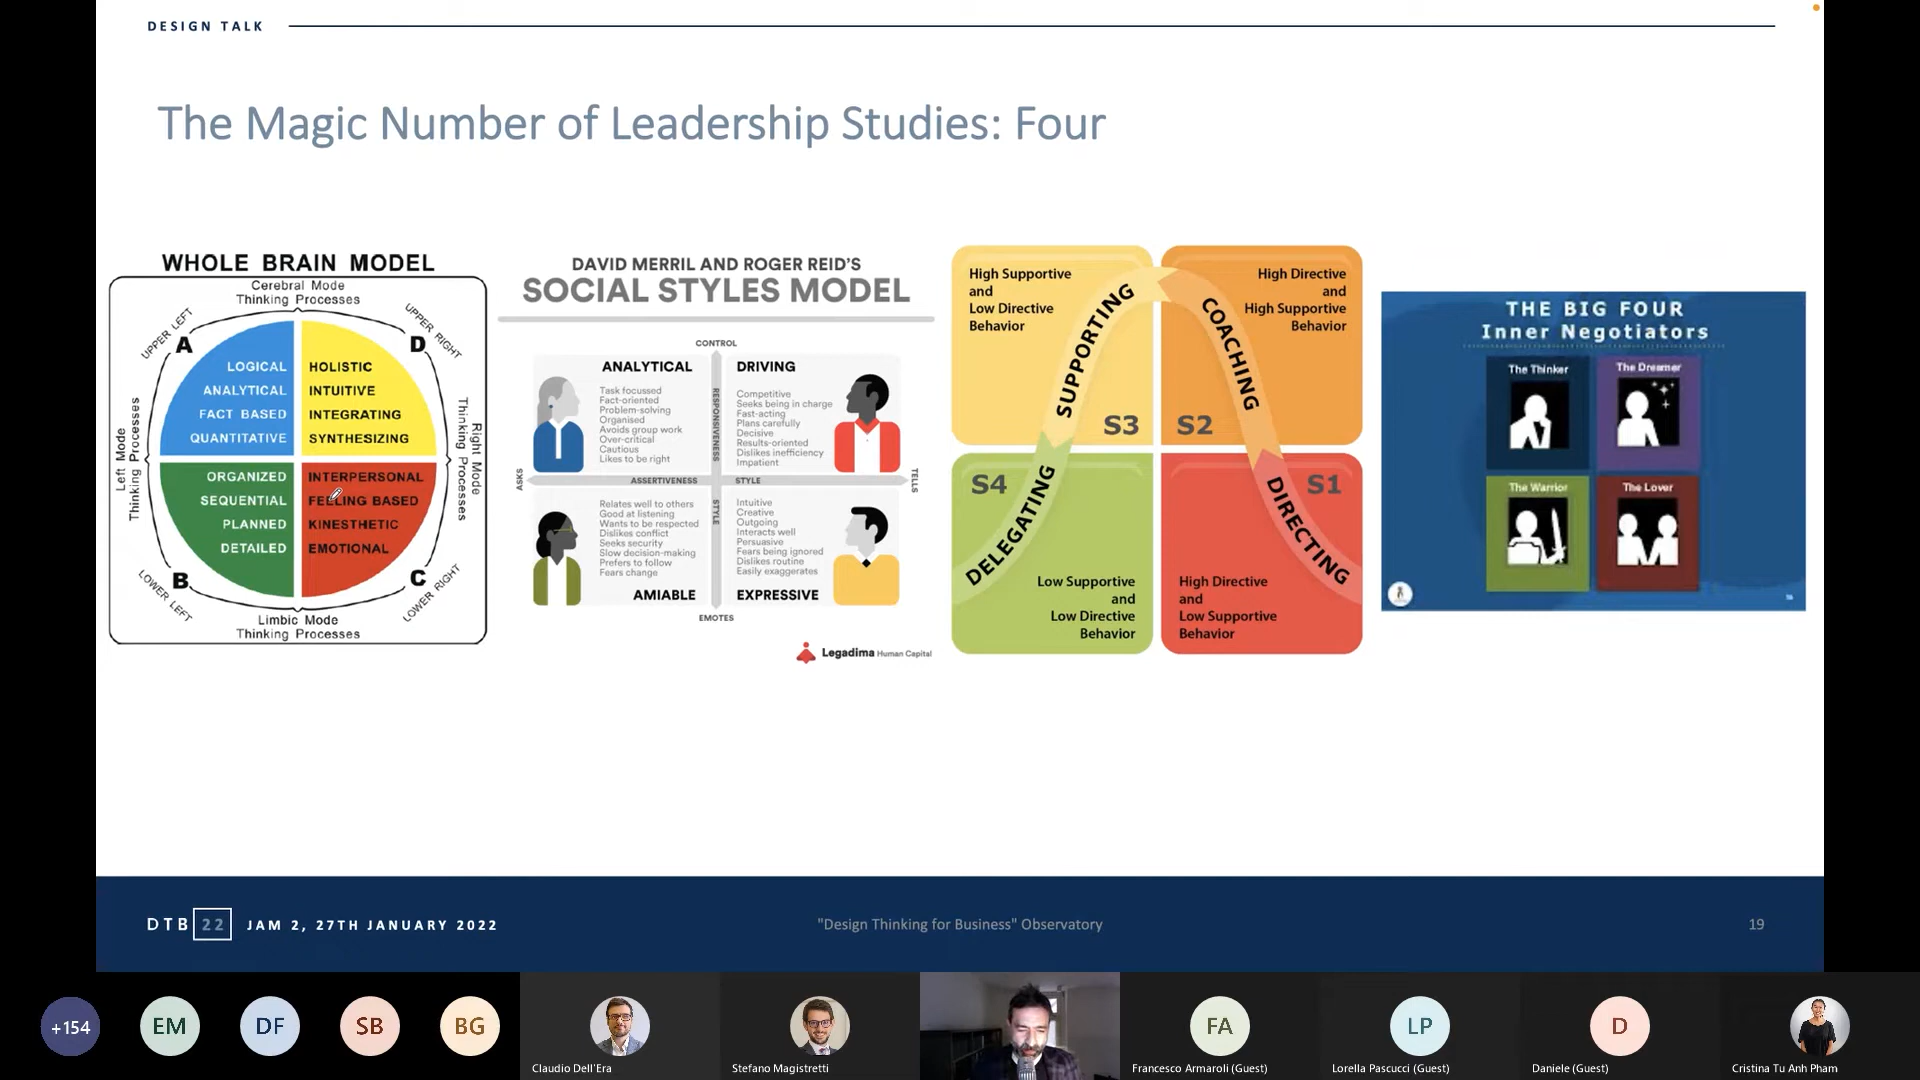 DESIGN TALK
The Magic Number of Leadership Studies: Four
WHOLE BRAIN MODEL
Cerebral Mode
Thinking Processes
UPPER LEFT
UPPER RIGHT
A
D
LOGICAL
ANALYTICAL
FACT BASED
QUANTITATIVE
HOLISTIC
INTUITIVE
INTEGRATING
SYNTHESIZING
Left Mode
Thinking Processes
Right Mode
Thinking Processes
ORGANIZED
SEQUENTIAL
PLANNED
DETAILED
INTERPERSONAL
FEELING BASED
KINESTHETIC
EMOTIONAL
B
C
LOWER LEFT
LOWER RIGHT
Limbic Mode
Thinking Processes
DAVID MERRIL AND ROGER REID'S
SOCIAL STYLES MODEL
CONTROL
ANALYTICAL
Task focussed
Fact-oriented
Problem-solving
Organised
Avoids group work
Over-critical
Cautious
Likes to be right
RESPONSIVENESS
DRIVING
Competitive
Seeks being in charge
Fast-acting
Plans carefully
Decisive
Results-oriented
Dislikes inefficiency
Impatient
ASKS
ASSERTIVENESS
STYLE
TELLS
Relates well to others
Good at listening
Wants to be respected
Dislikes conflict
Seeks security
Slow decision-making
Prefers to follow
Fears change
AMIABLE
STYLE
Intuitive
Creative
Outgoing
Interacts well
Persuasive
Fears being ignored
Dislikes routine
Easily exaggerates
EXPRESSIVE
EMOTES
Legadima Human Capital
High Supportive
and
Low Directive
Behavior
SUPPORTING
S3
High Directive
and
High Supportive
Behavior
COACHING
S2
S4
DELEGATING
Low Supportive
and
Low Directive
Behavior
S1
DIRECTING
High Directive
and
Low Supportive
Behavior
THE BIG FOUR
Inner Negotiators
The Thinker
The Dreamer
The Warrior
The Lover
DTB 22 JAM 2, 27TH JANUARY 2022
"Design Thinking for Business" Observatory
19
+154
EM
DF
SB
BG
Claudio Dell'Era
Stefano Magistretti
FA
Francesco Armaroli (Guest)
LP
Lorella Pascucci (Guest)
D
Daniele (Guest)
Cristina Tu Anh Pham